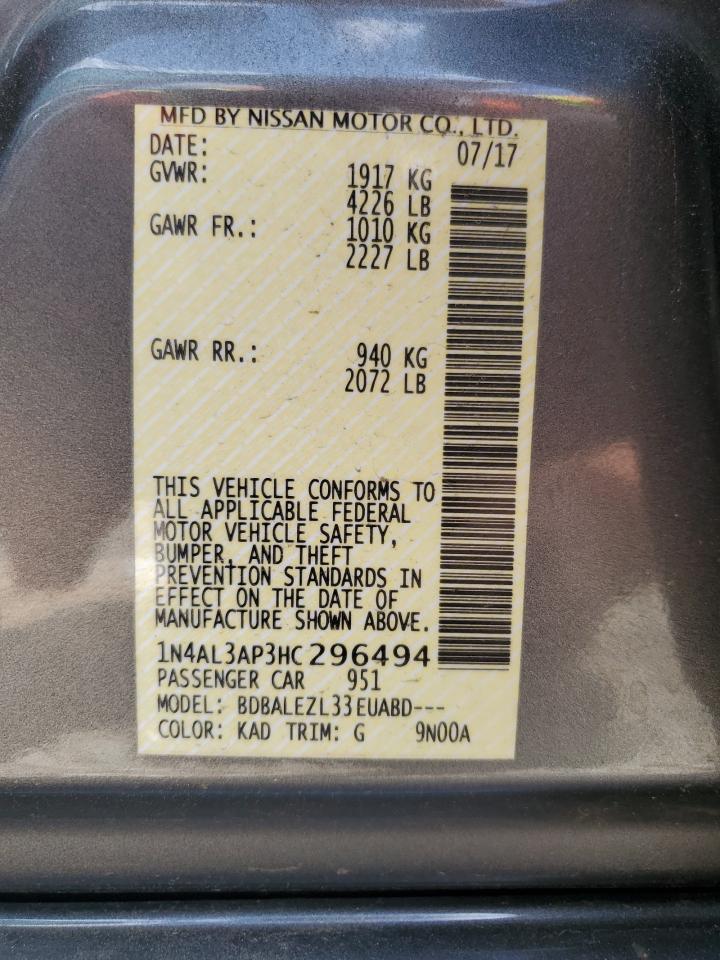 MFD BY NISSAN MOTOR CO., LTD.
DATE: 07/17
GVWR: 1917 KG
4226 LB
GAWR FR.: 1010 KG
2227 LB
GAWR RR.: 940 KG
2072 LB
THIS VEHICLE CONFORMS TO
ALL APPLICABLE FEDERAL
MOTOR VEHICLE SAFETY,
BUMPER, AND THEFT
PREVENTION STANDARDS IN
EFFECT ON THE DATE OF
MANUFACTURE SHOWN ABOVE.
1N4AL3AP3HC296494
PASSENGER CAR 951
MODEL: BDBALEZL33EUABD---
COLOR: KAD TRIM: G 9N00A